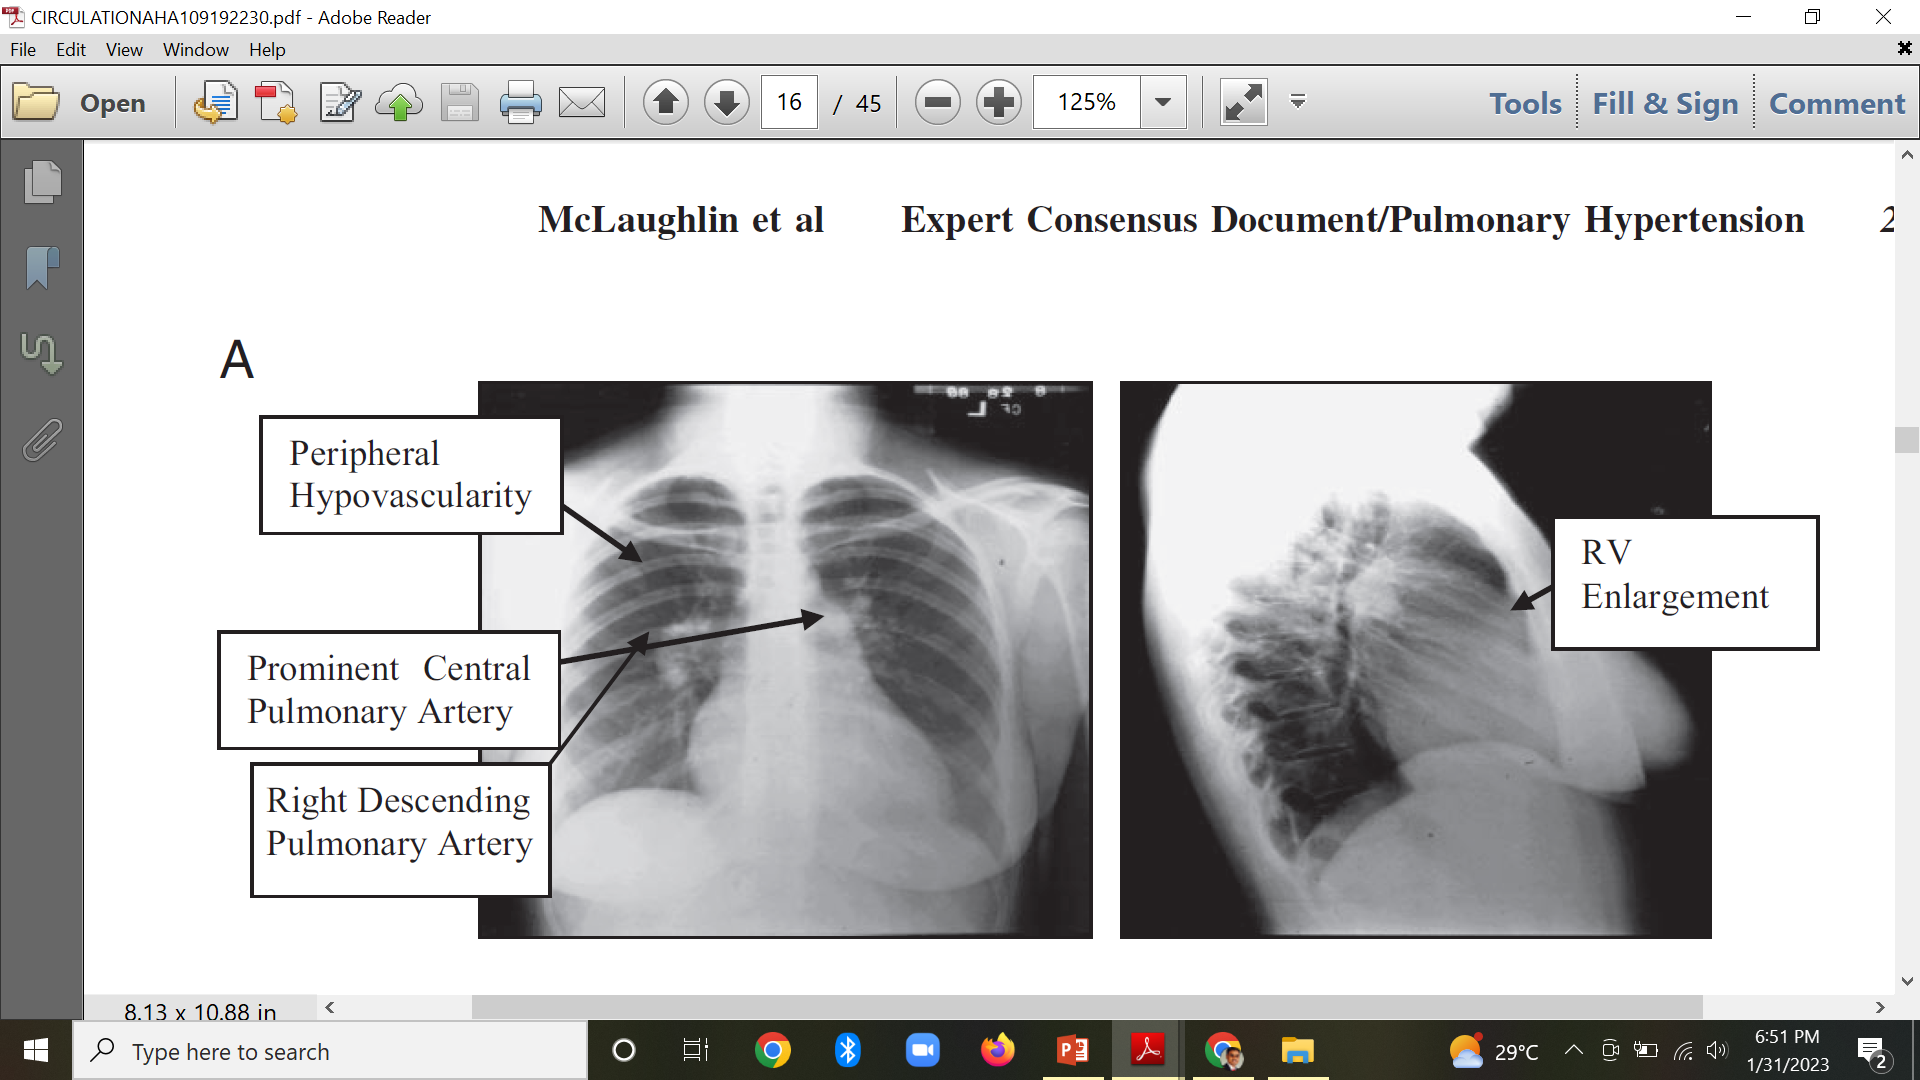 CIRCULATIONAHA109192230.pdf - Adobe Reader
File Edit View Window Help
Open 16 / 45 125% Tools Fill & Sign Comment
McLaughlin et al Expert Consensus Document/Pulmonary Hypertension 2
A
Peripheral
Hypovascularity
Prominent Central
Pulmonary Artery
Right Descending
Pulmonary Artery
L
RV
Enlargement
8.13 x 10.88 in
Type here to search
29°C
6:51 PM
1/31/2023
2